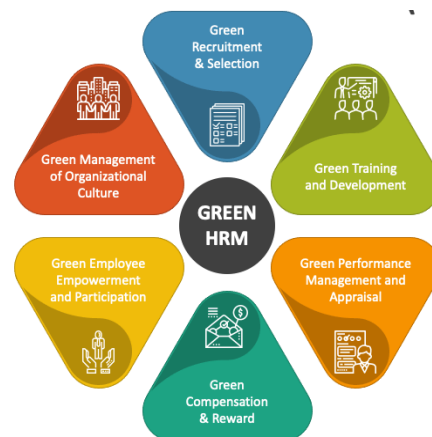 Green
Recruitment
& Selection
Green Management
of Organizational
Culture
Green Training
and Development
GREEN
HRM
Green Employee
Empowerment
and Participation
Green Performance
Management and
Appraisal
$
Green
Compensation
& Reward